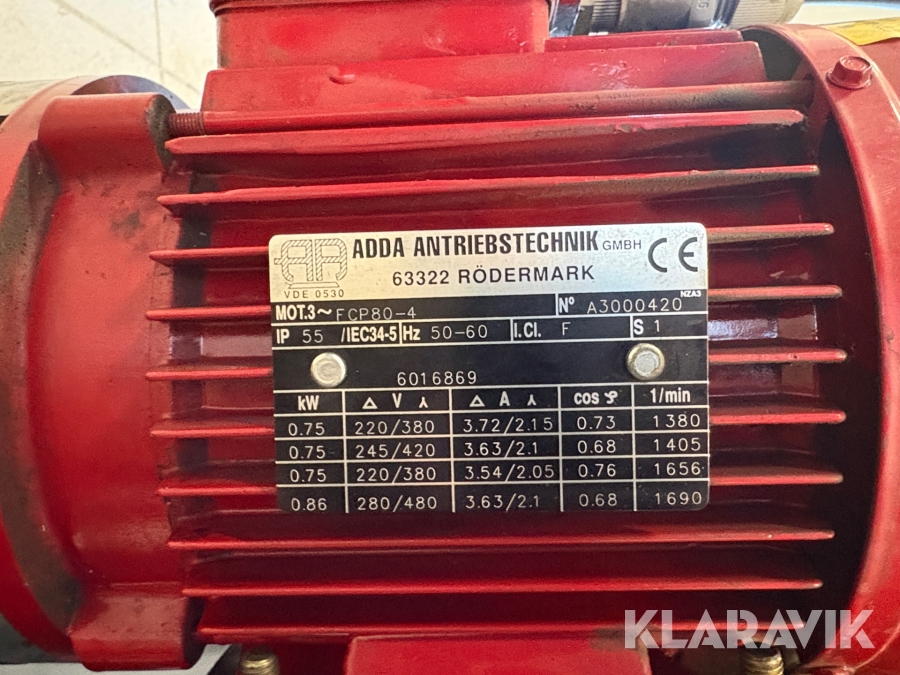 ADDA ANTRIEBSTECHNIK GMBH CE
63322 RÖDERMARK
VDE 0530
NZA3
MOT.3~ FCP80-4 Nº A3000420
IP 55 /IEC34-5 Hz 50-60 I.Cl. F S 1
6016869
kW Δ V ⅄ Δ A ⅄ cos φ 1/min
0.75 220/380 3.72/2.15 0.73 1380
0.75 245/420 3.63/2.1 0.68 1405
0.75 220/380 3.54/2.05 0.76 1656
0.86 280/480 3.63/2.1 0.68 1690
KLARAVIK